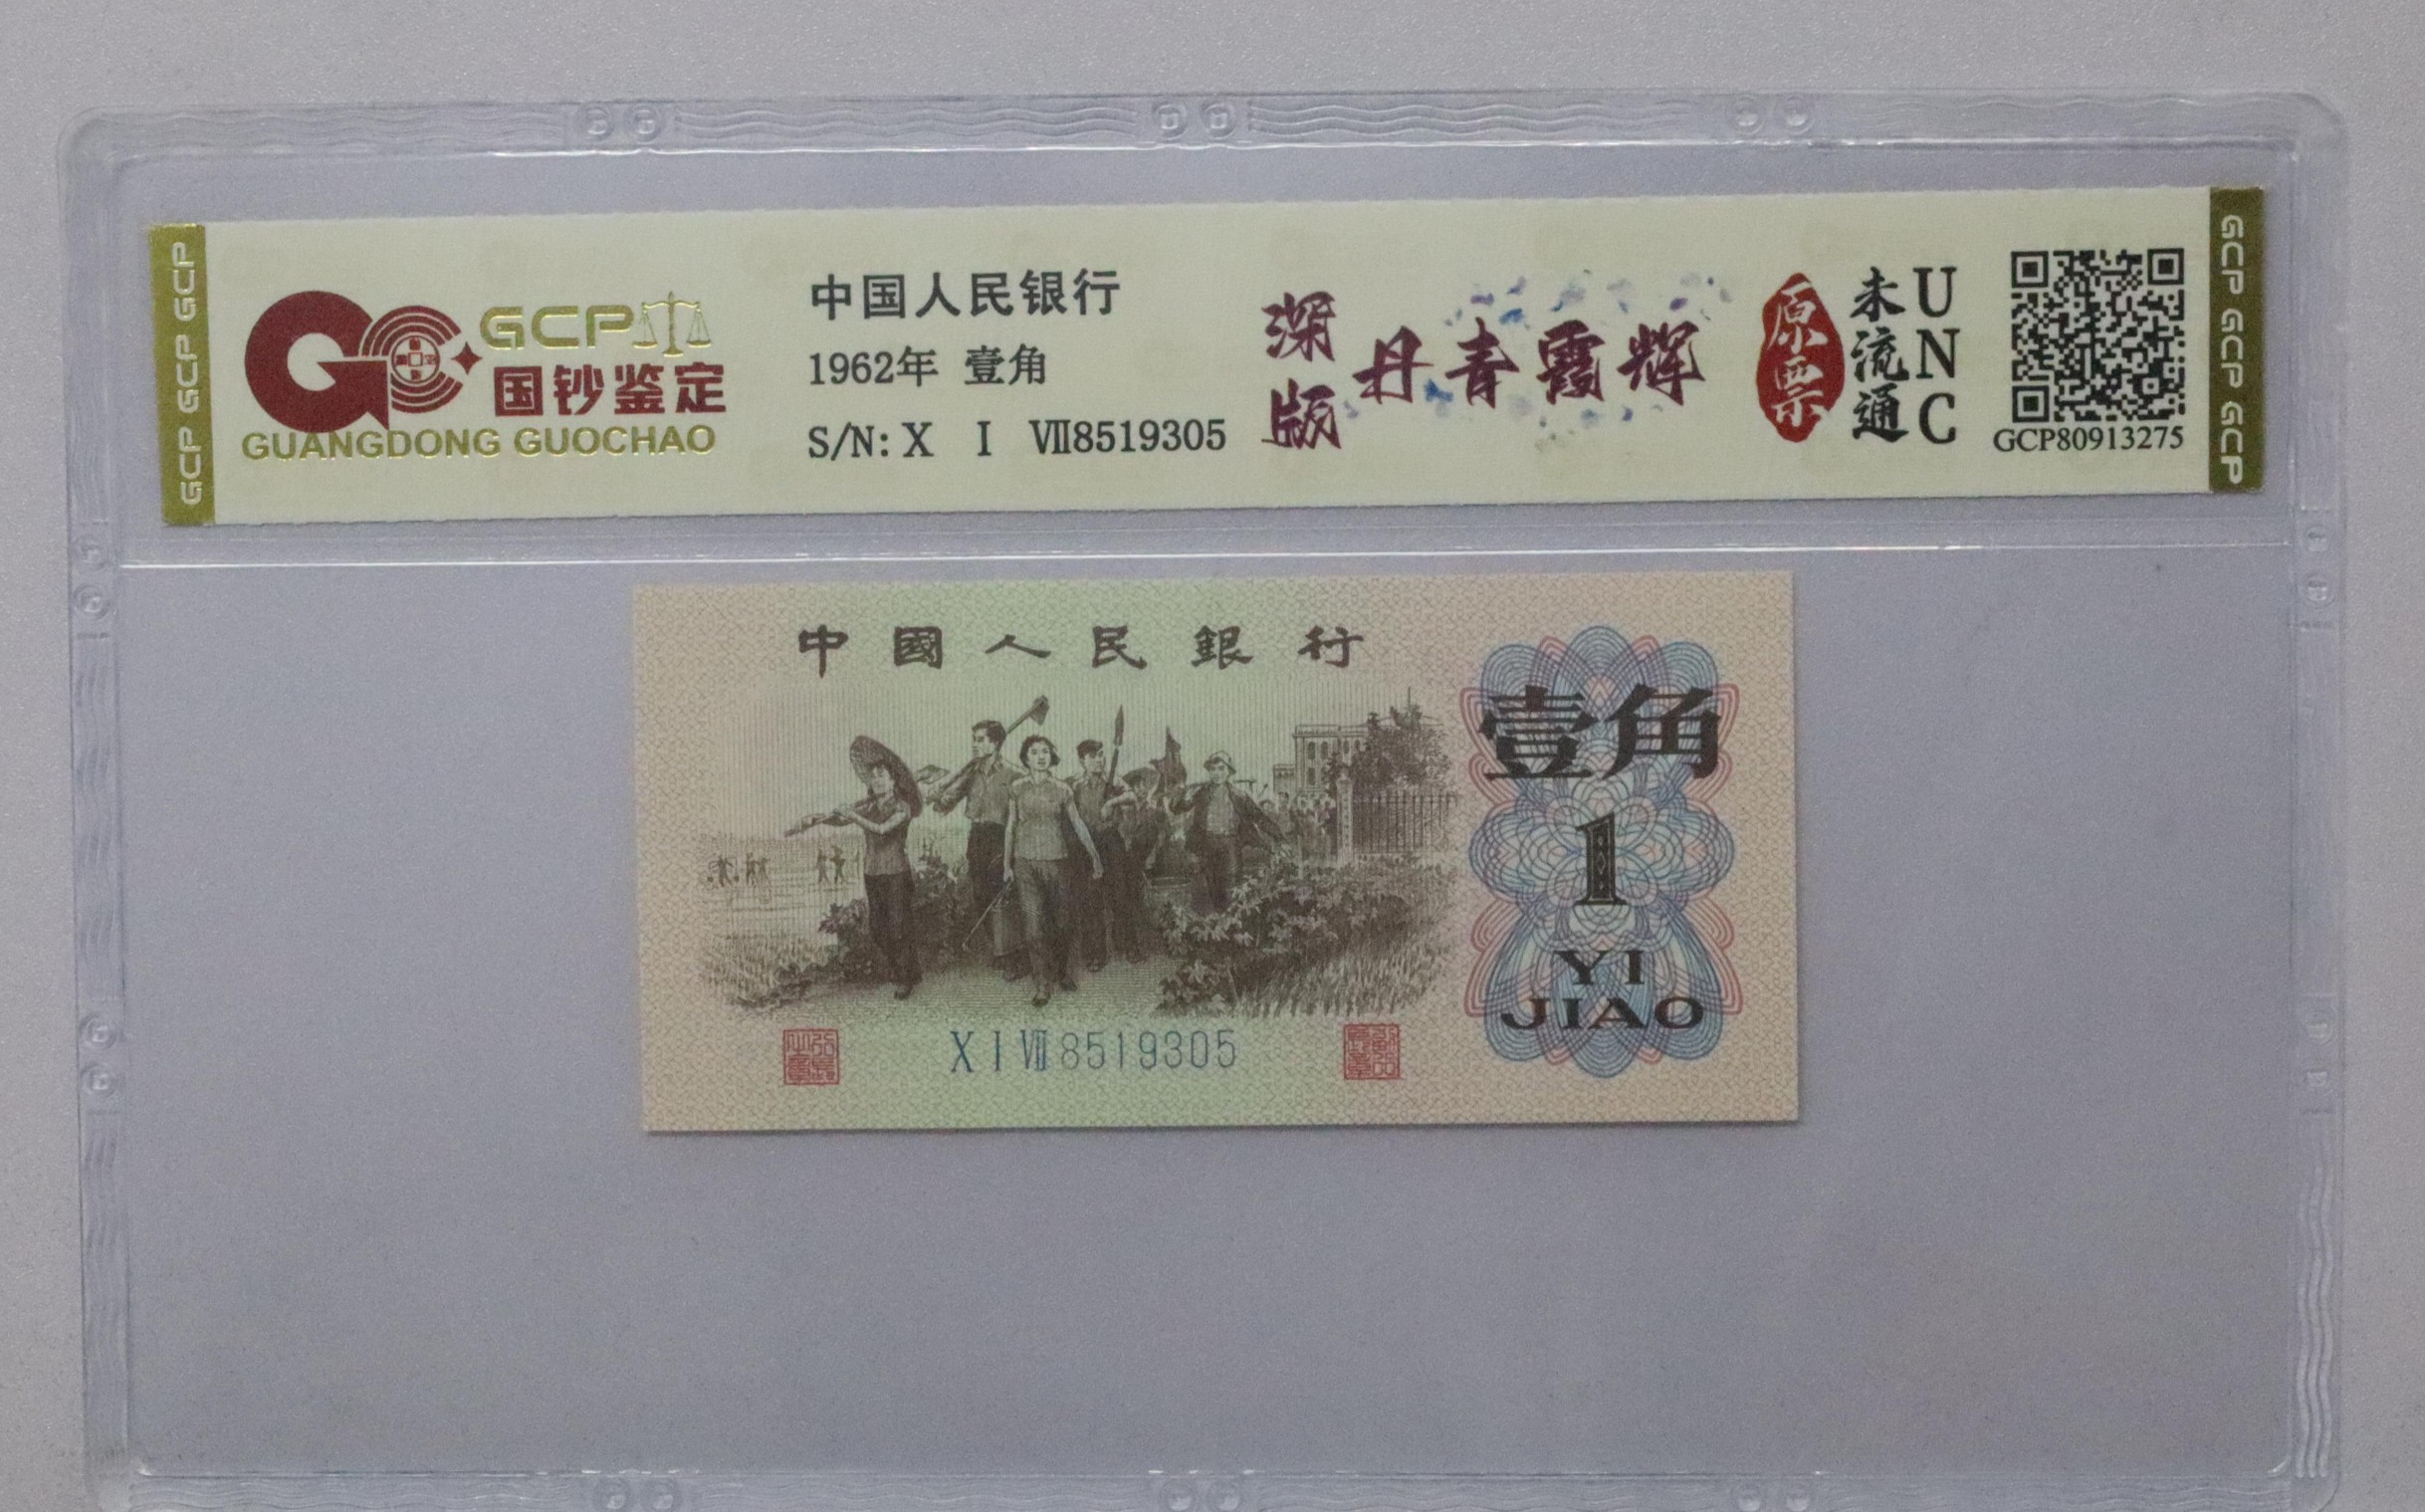 GCP GCP GCP
GCP
国钞鉴定
GUANGDONG GUOCHAO
中国人民银行
1962年 壹角
S/N: X I Ⅶ8519305
深版
丹青霞辉
原票
未流通
UNC
GCP80913275
GCP GCP GCP
中國人民銀行
壹角
1
YI
JIAO
X I Ⅶ 8519305